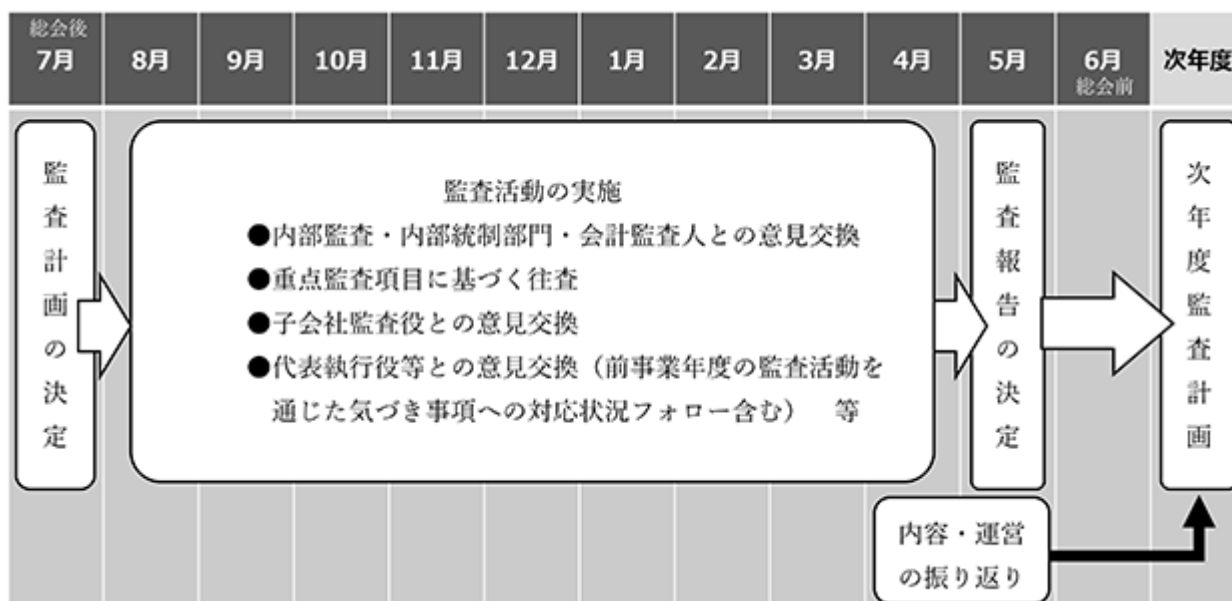 総会後
7月
8月
9月
10月
11月
12月
1月
2月
3月
4月
5月
6月
総会前
次年度
監査計画の決定
監査活動の実施
●内部監査・内部統制部門・会計監査人との意見交換
●重点監査項目に基づく往査
●子会社監査役との意見交換
●代表執行役等との意見交換（前事業年度の監査活動を
通じた気づき事項への対応状況フォロー含む）　等
監査報告の決定
次年度監査計画
内容・運営
の振り返り